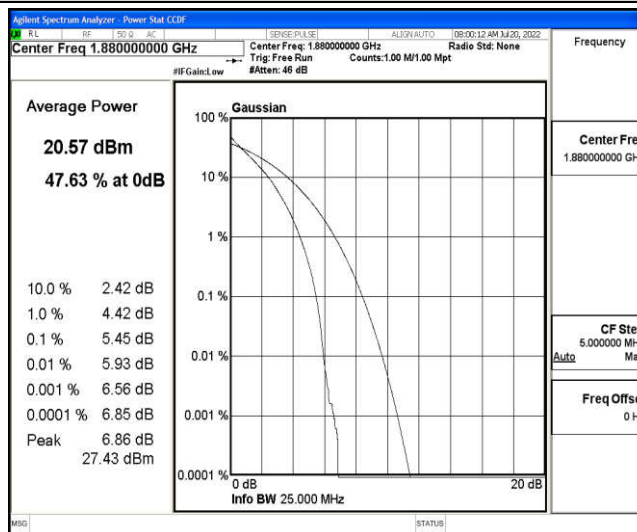 Agilent Spectrum Analyzer - Power Stat CCDF
RL RF 50 Ω AC SENSE:PULSE ALIGN AUTO 08:00:12 AM Jul 20, 2022
Center Freq 1.880000000 GHz
Center Freq: 1.880000000 GHz Radio Std: None
Trig: Free Run Counts:1.00 M/1.00 Mpt
#IFGain:Low #Atten: 46 dB
Frequency
Average Power
20.57 dBm
47.63 % at 0dB
10.0 % 2.42 dB
1.0 % 4.42 dB
0.1 % 5.45 dB
0.01 % 5.93 dB
0.001 % 6.56 dB
0.0001 % 6.85 dB
Peak 6.86 dB
27.43 dBm
Gaussian
100 %
10 %
1 %
0.1 %
0.01 %
0.001 %
0.0001 %
0 dB 20 dB
Info BW 25.000 MHz
Center Fre
1.880000000 GH
CF Ste
5.000000 MH
Auto Ma
Freq Offse
0 H
MSG STATUS